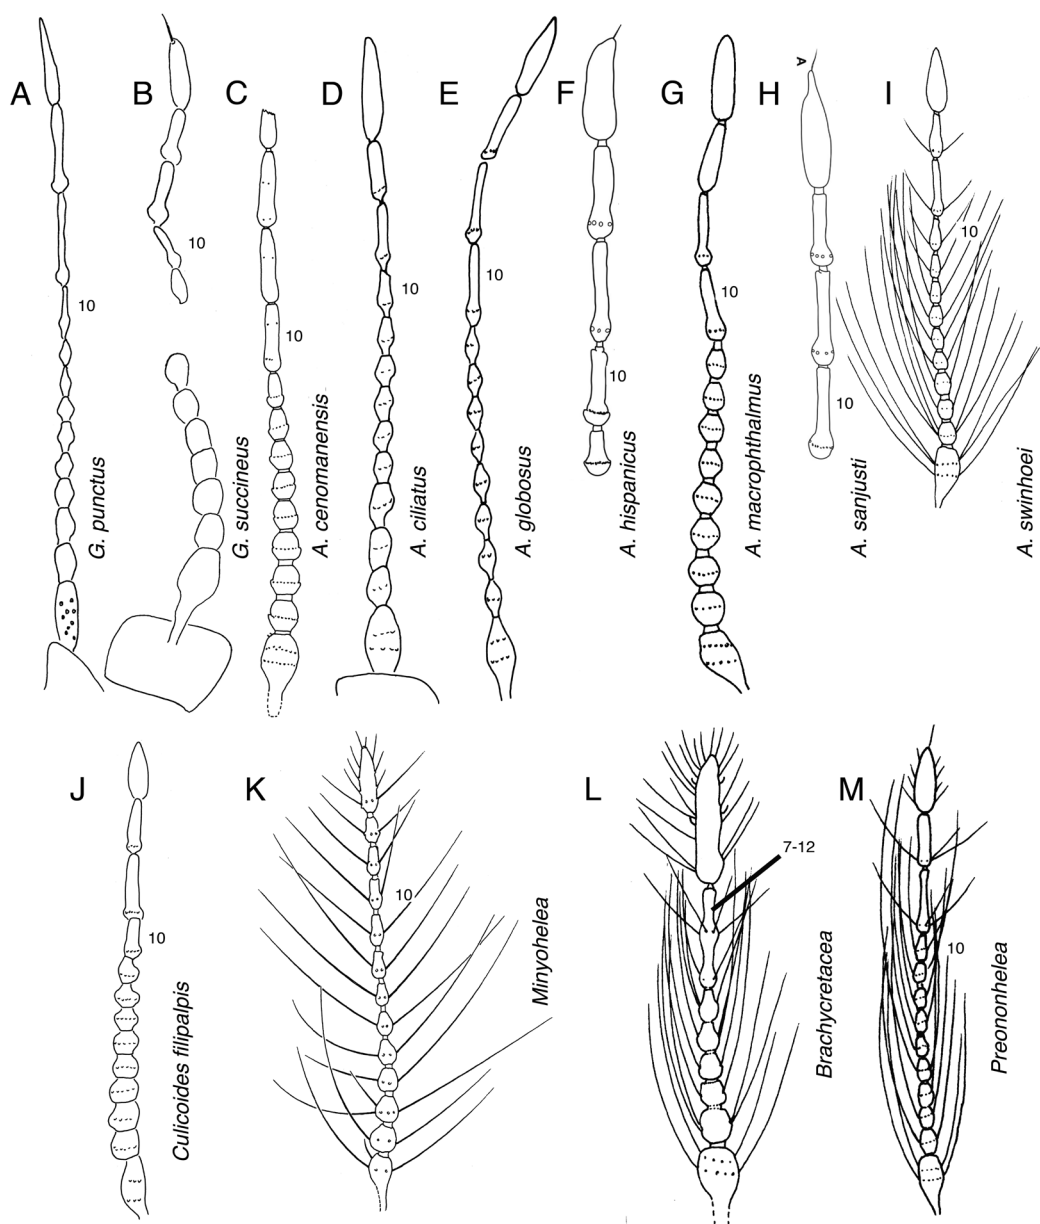 A
B
C
D
E
F
G
H
A
I
10
10
10
10
10
10
10
10
10
G. punctus
G. succineus
A. cenomanensis
A. ciliatus
A. globosus
A. hispanicus
A. macrophthalmus
A. sanjusti
A. swinhoei
J
K
L
M
7-12
10
10
10
Culicoides filipalpis
Minyohelea
Brachycretacea
Preononhelea